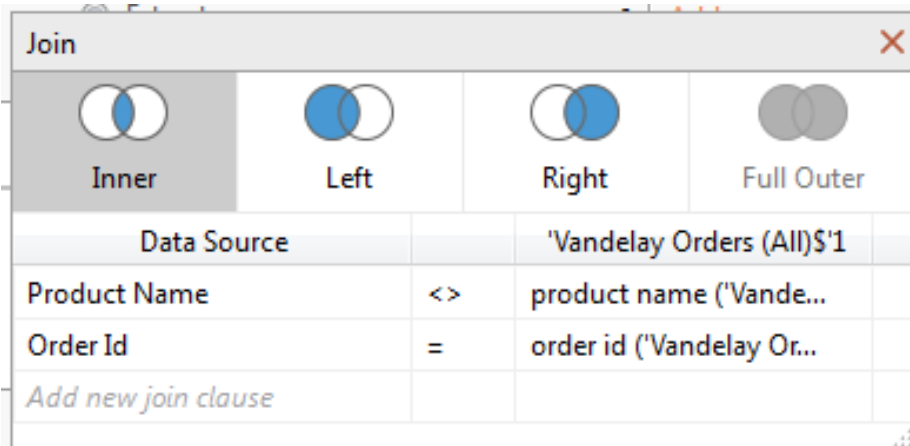 Join
Inner Left Right Full Outer
Data Source 'Vandelay Orders (All)$'1
Product Name <> product name ('Vande...
Order Id = order id ('Vandelay Or...
Add new join clause